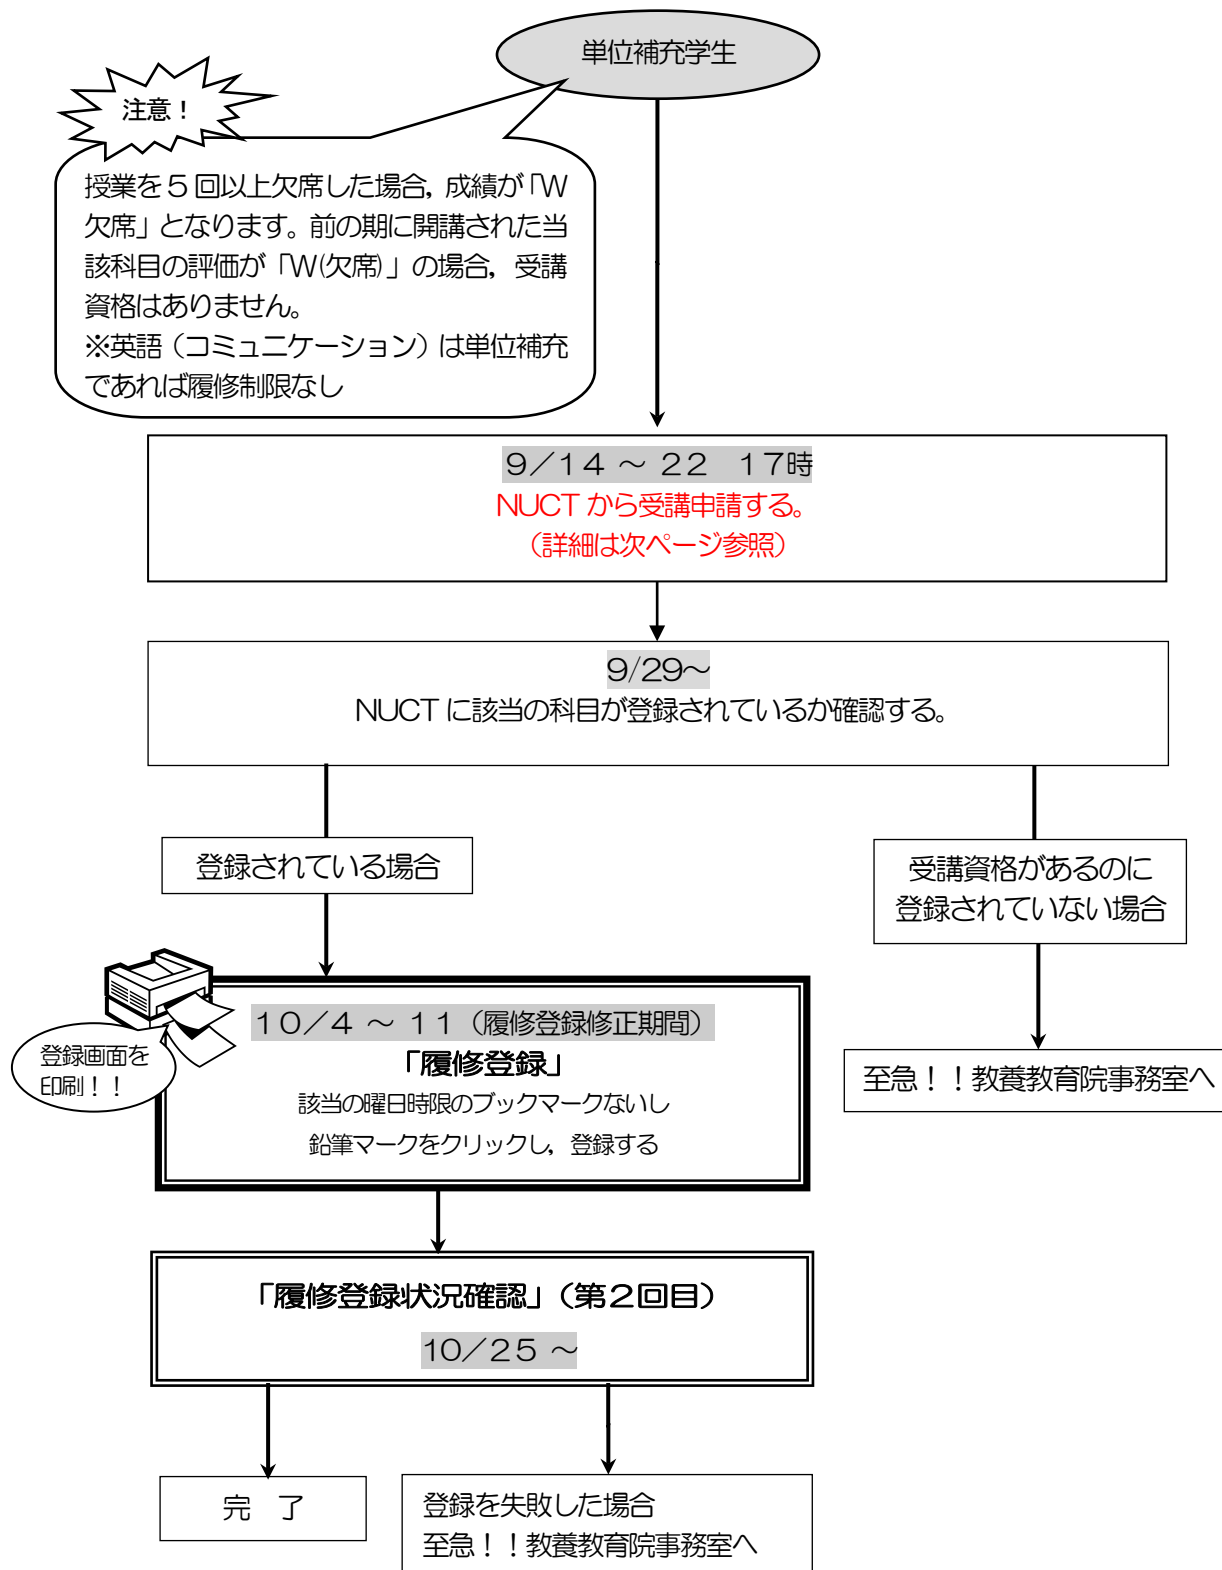 単位補充学生
注意！
授業を５回以上欠席した場合，成績が「W
欠席」となります。前の期に開講された当
該科目の評価が「W(欠席)」の場合，受講
資格はありません。
※英語（コミュニケーション）は単位補充
であれば履修制限なし
９／１４ ～ ２２　１７時
NUCT から受講申請する。
（詳細は次ページ参照）
9/29～
NUCT に該当の科目が登録されているか確認する。
登録されている場合
受講資格があるのに
登録されていない場合
登録画面を
印刷！！
１０／４ ～ １１（履修登録修正期間）
「履修登録」
該当の曜日時限のブックマークないし
鉛筆マークをクリックし，登録する
至急！！教養教育院事務室へ
「履修登録状況確認」（第２回目）
10／２５ ～
完　了
登録を失敗した場合
至急！！教養教育院事務室へ